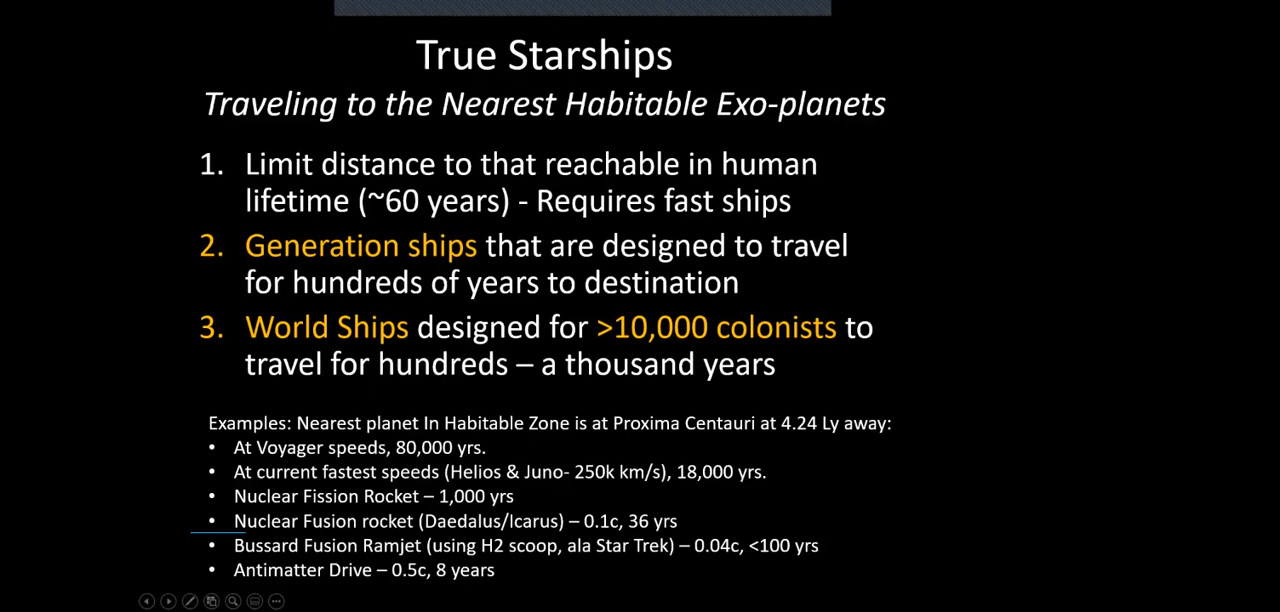 True Starships
Traveling to the Nearest Habitable Exo-planets
1. Limit distance to that reachable in human
lifetime (~60 years) - Requires fast ships
2. Generation ships that are designed to travel
for hundreds of years to destination
3. World Ships designed for >10,000 colonists to
travel for hundreds – a thousand years
Examples: Nearest planet In Habitable Zone is at Proxima Centauri at 4.24 Ly away:
• At Voyager speeds, 80,000 yrs.
• At current fastest speeds (Helios & Juno- 250k km/s), 18,000 yrs.
• Nuclear Fission Rocket – 1,000 yrs
• Nuclear Fusion rocket (Daedalus/Icarus) – 0.1c, 36 yrs
• Bussard Fusion Ramjet (using H2 scoop, ala Star Trek) – 0.04c, <100 yrs
• Antimatter Drive – 0.5c, 8 years